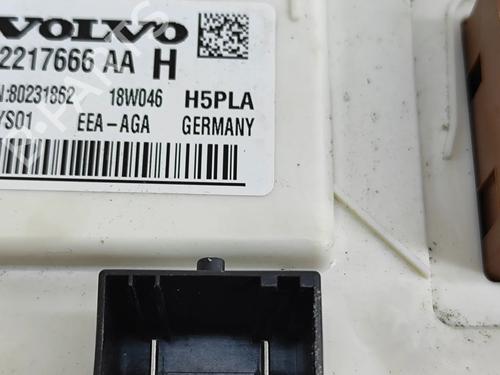 VOLVO
2217666 AA H
N:80231862 18W046 H5PLA
YS01 EEA-AGA GERMANY